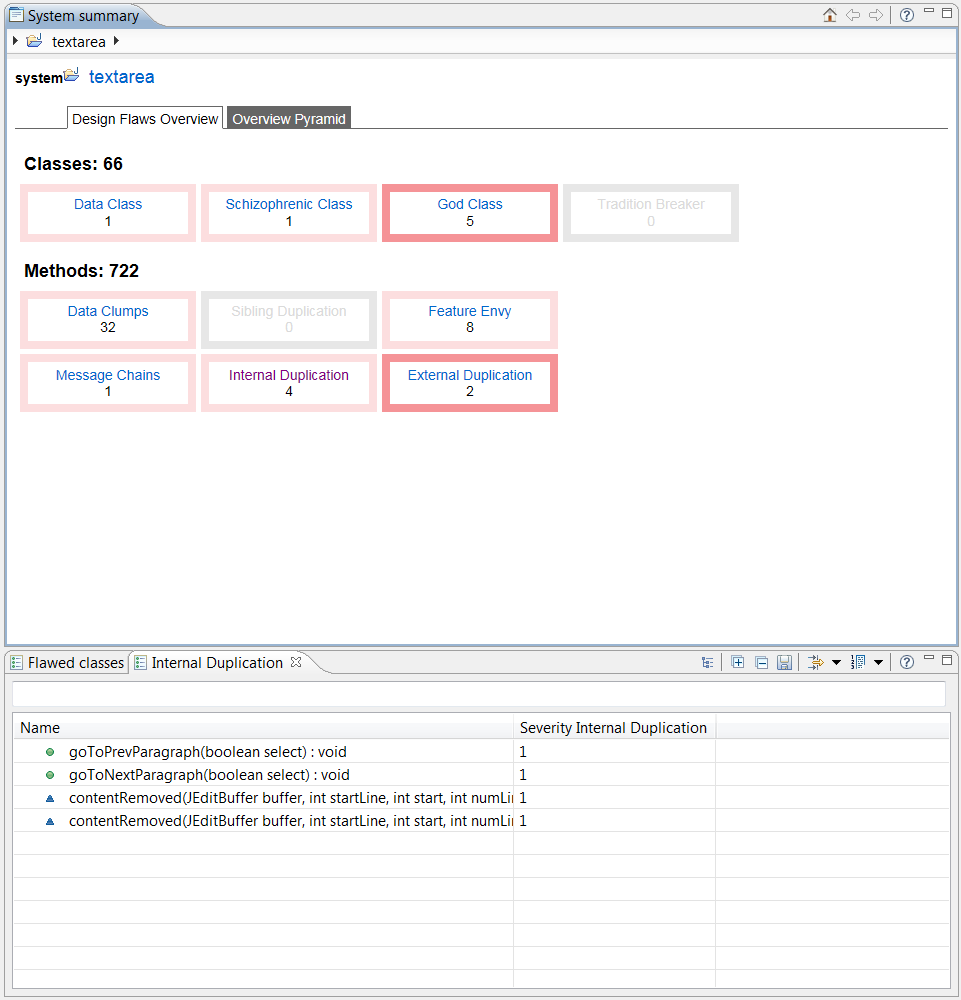 System summary
textarea
system textarea
Design Flaws Overview Overview Pyramid
Classes: 66
Data Class Schizophrenic Class God Class Tradition Breaker
1 1 5 0
Methods: 722
Data Clumps Sibling Duplication Feature Envy
32 0 8
Message Chains Internal Duplication External Duplication
1 4 2
Flawed classes Internal Duplication
Name Severity Internal Duplication
goToPrevParagraph(boolean select) : void 1
goToNextParagraph(boolean select) : void 1
contentRemoved(JEditBuffer buffer, int startLine, int start, int numLi 1
contentRemoved(JEditBuffer buffer, int startLine, int start, int numLi 1